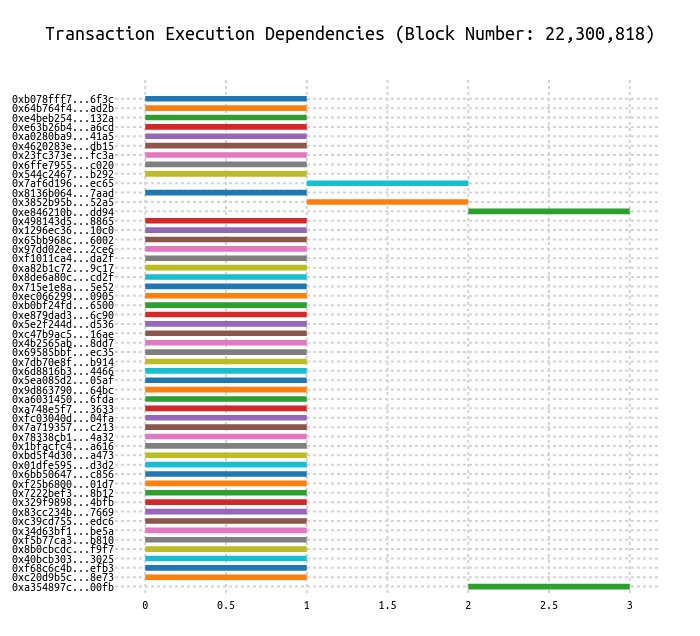 Transaction Execution Dependencies (Block Number: 22,300,818)
0xb078fff7...6f3c
0x64b764f4...ad2b
0xe4beb254...132a
0xe63b26b4...a6cd
0xa0280ba9...41a5
0x4620283e...db15
0x23fc373e...fc3a
0x6ffe7955...c020
0x544c2467...b292
0x7af6d196...ec65
0x8136b064...7aad
0x3852b95b...52a5
0xe846210b...dd94
0x498143d5...8865
0x1296ec36...10c0
0x65bb968c...6002
0x97dd02ee...2ce6
0xf1011ca4...da2f
0xa82b1c72...9c17
0x8de6a80c...cd2f
0x715e1e8a...5e52
0xec066299...0905
0xb0bf24fd...6500
0xe879dad3...6c90
0x5e2f244d...d536
0xc47b9ac5...16ae
0x4b2565ab...8dd7
0x69585bbf...ec35
0x7db70e8f...b914
0x6d8816b3...4466
0x5ea085d2...05af
0x9d863790...64bc
0xa6031450...6fda
0xa748e5f7...3633
0xfc03040d...04fa
0x7a719357...c213
0x78338cb1...4a32
0x1bfacfc4...a616
0xbd5f4d30...a473
0x01dfe595...d3d2
0x6bb50647...c856
0xf25b6800...01d7
0x7222bef3...8b12
0x329f9898...4bfb
0x83cc234b...7669
0xc39cd755...edc6
0x34d63bf1...be5a
0xf5b77ca3...b810
0x8b0cbcdc...f9f7
0x40bcb303...3025
0xf68c6c4b...efb3
0xc20d9b5c...8e73
0xa354897c...00fb
0 0.5 1 1.5 2 2.5 3